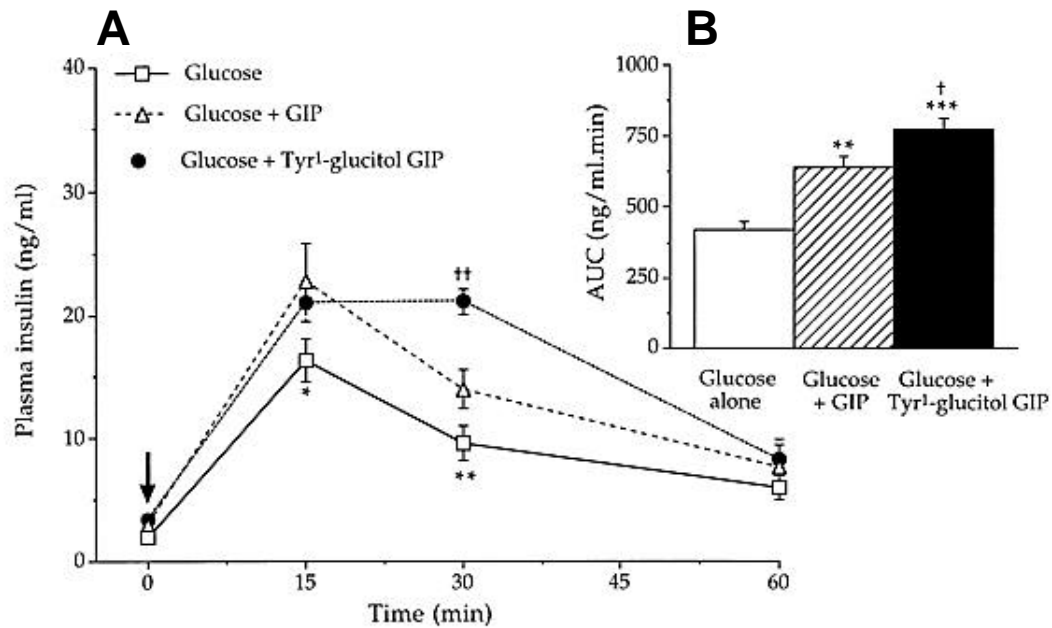 A
40
30
20
10
0
Plasma insulin (ng/ml)
Glucose
Glucose + GIP
Glucose + Tyr¹-glucitol GIP
††
*
**
0
15
30
45
60
Time (min)
B
1000
750
500
250
0
AUC (ng/ml.min)
**
†
***
Glucose
alone
Glucose
+ GIP
Glucose +
Tyr¹-glucitol GIP